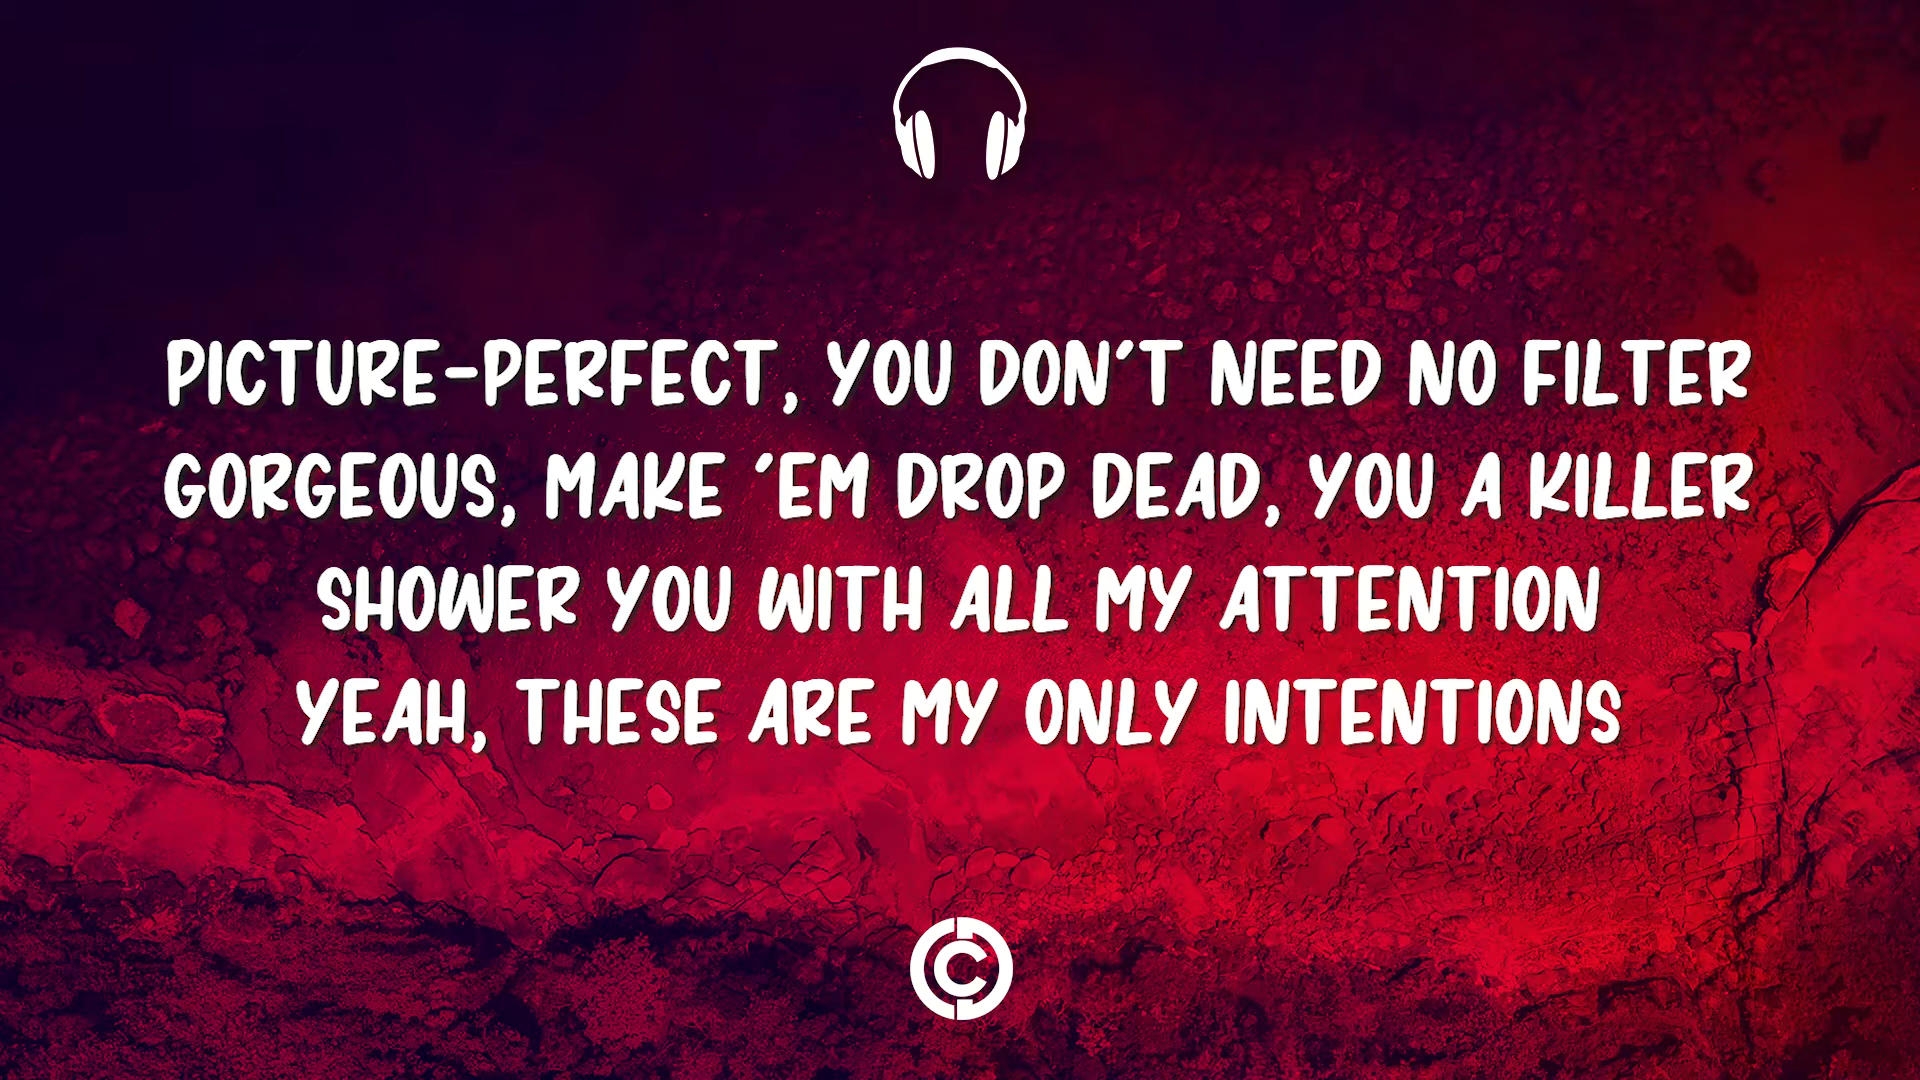 PICTURE-PERFECT, YOU DON'T NEED NO FILTER
GORGEOUS, MAKE 'EM DROP DEAD, YOU A KILLER
SHOWER YOU WITH ALL MY ATTENTION
YEAH, THESE ARE MY ONLY INTENTIONS